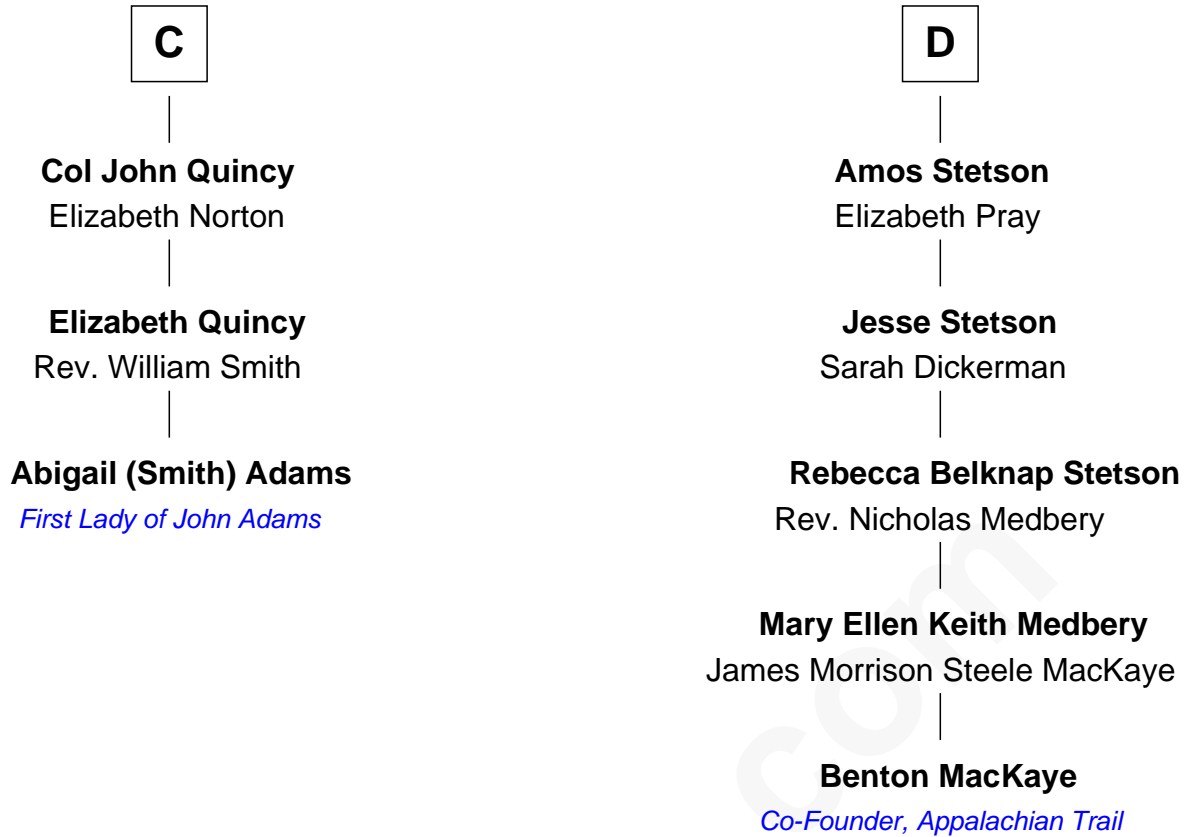 C
Col John Quincy
Elizabeth Norton
Elizabeth Quincy
Rev. William Smith
Abigail (Smith) Adams
First Lady of John Adams
D
Amos Stetson
Elizabeth Pray
Jesse Stetson
Sarah Dickerman
Rebecca Belknap Stetson
Rev. Nicholas Medbery
Mary Ellen Keith Medbery
James Morrison Steele MacKaye
Benton MacKaye
Co-Founder, Appalachian Trail
com